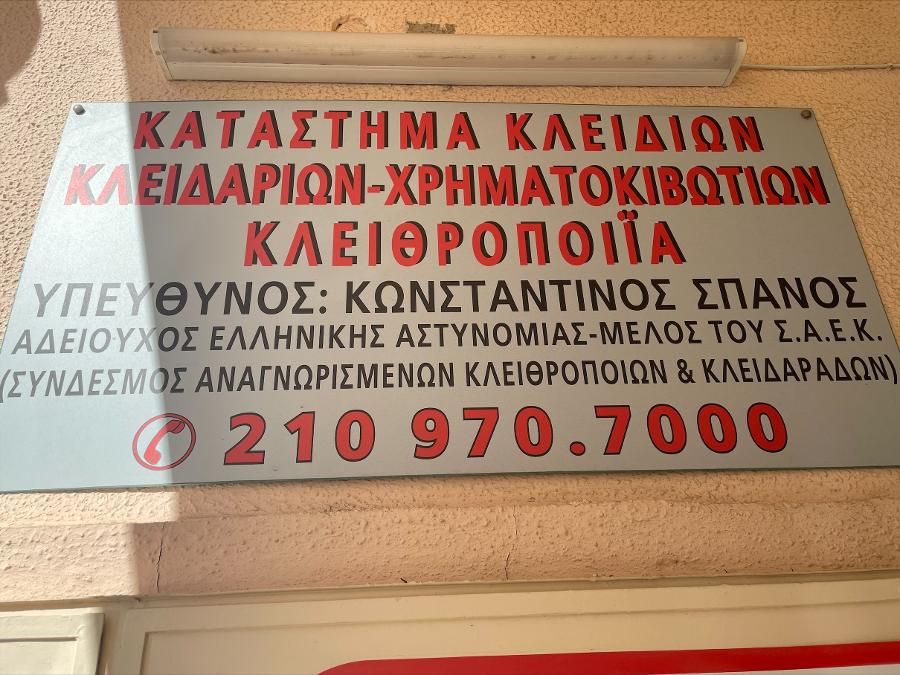 ΚΑΤΑΣΤΗΜΑ ΚΛΕΙΔΙΩΝ
ΚΛΕΙΔΑΡΙΩΝ-ΧΡΗΜΑΤΟΚΙΒΩΤΙΩΝ
ΚΛΕΙΘΡΟΠΟΙΪΑ
ΥΠΕΥΘΥΝΟΣ: ΚΩΝΣΤΑΝΤΙΝΟΣ ΣΠΑΝΟΣ
ΑΔΕΙΟΥΧΟΣ ΕΛΛΗΝΙΚΗΣ ΑΣΤΥΝΟΜΙΑΣ-ΜΕΛΟΣ ΤΟΥ Σ.Α.Ε.Κ.
(ΣΥΝΔΕΣΜΟΣ ΑΝΑΓΝΩΡΙΣΜΕΝΩΝ ΚΛΕΙΘΡΟΠΟΙΩΝ & ΚΛΕΙΔΑΡΑΔΩΝ)
210 970.7000